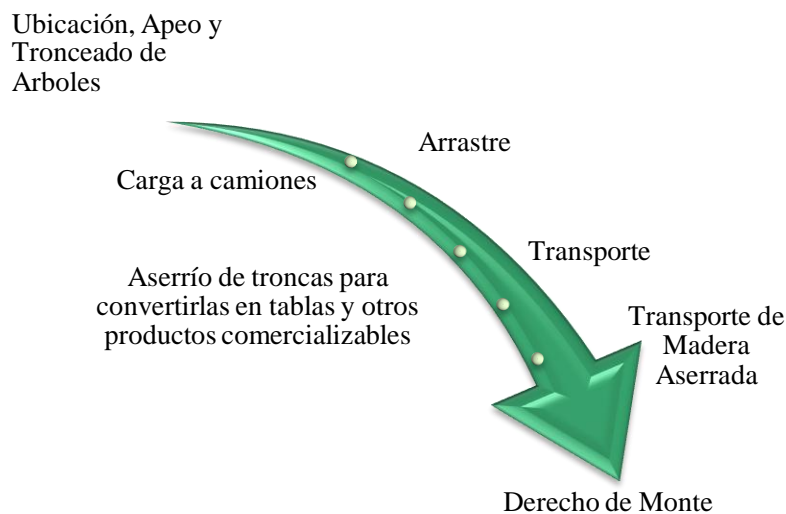 Ubicación, Apeo y
Tronceado de
Arboles
Arrastre
Carga a camiones
Transporte
Aserrío de troncas para
convertirlas en tablas y otros
productos comercializables
Transporte de
Madera
Aserrada
Derecho de Monte